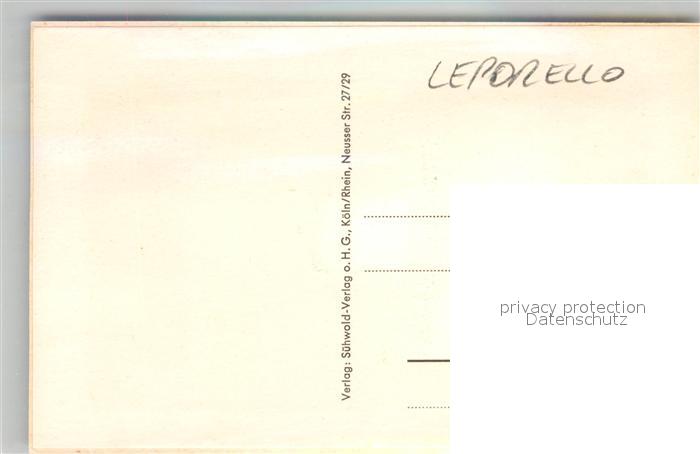 LEPORELLO
Verlag: Sühwold-Verlag o.H.G., Köln/Rhein, Neusser Str. 27/29
privacy protection
Datenschutz